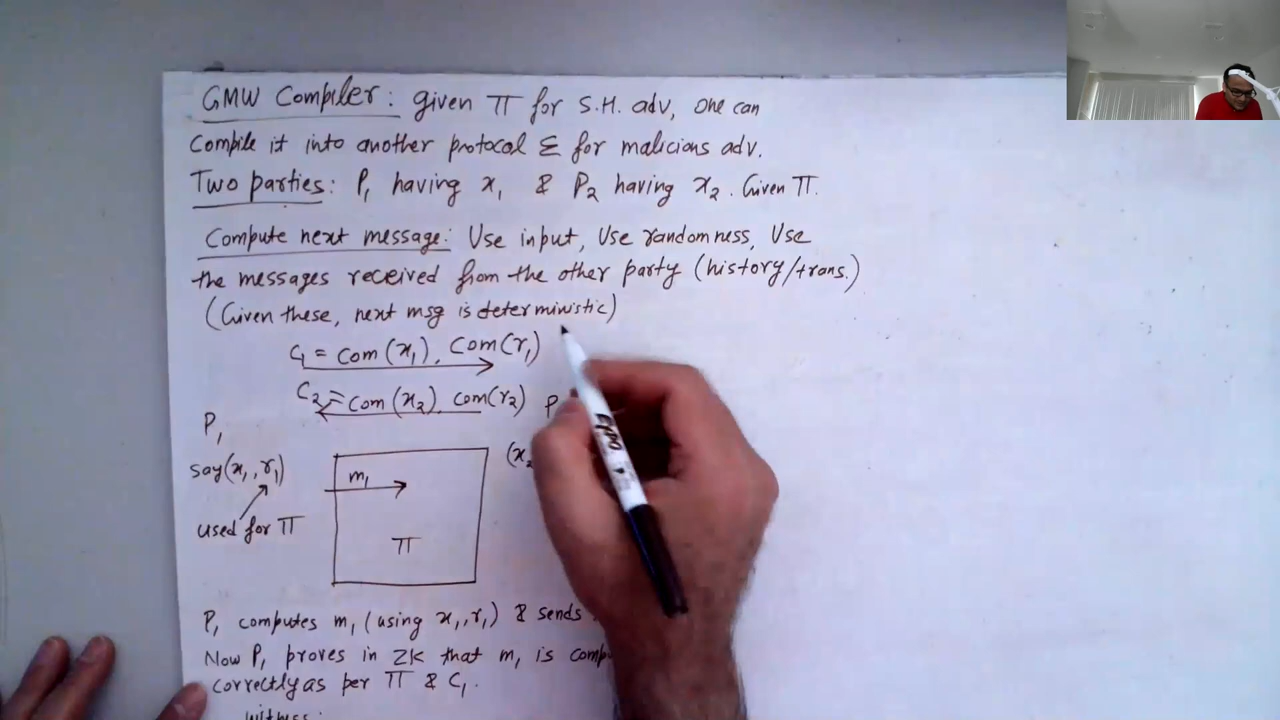 GMW Compiler: given Π for S.H. adv, one can
Compile it into another protocol Σ for malicious adv.
Two parties: P₁ having x₁ & P₂ having x₂. Given Π.
Compute next message: Use input, Use randomness, Use
the messages received from the other party (history/trans.)
(Given these, next msg is deterministic)
C₁ = Com(x₁), Com(r₁)
C₂ = Com(x₂), com(r₂)
P₁
say(x₁, r₁)
(x₂
m₁
used for Π
Π
P₁ computes m₁ (using x₁, r₁) & sends
Now P₁ proves in ZK that m₁ is
correctly as per Π & C₁.
witness:
EXPO